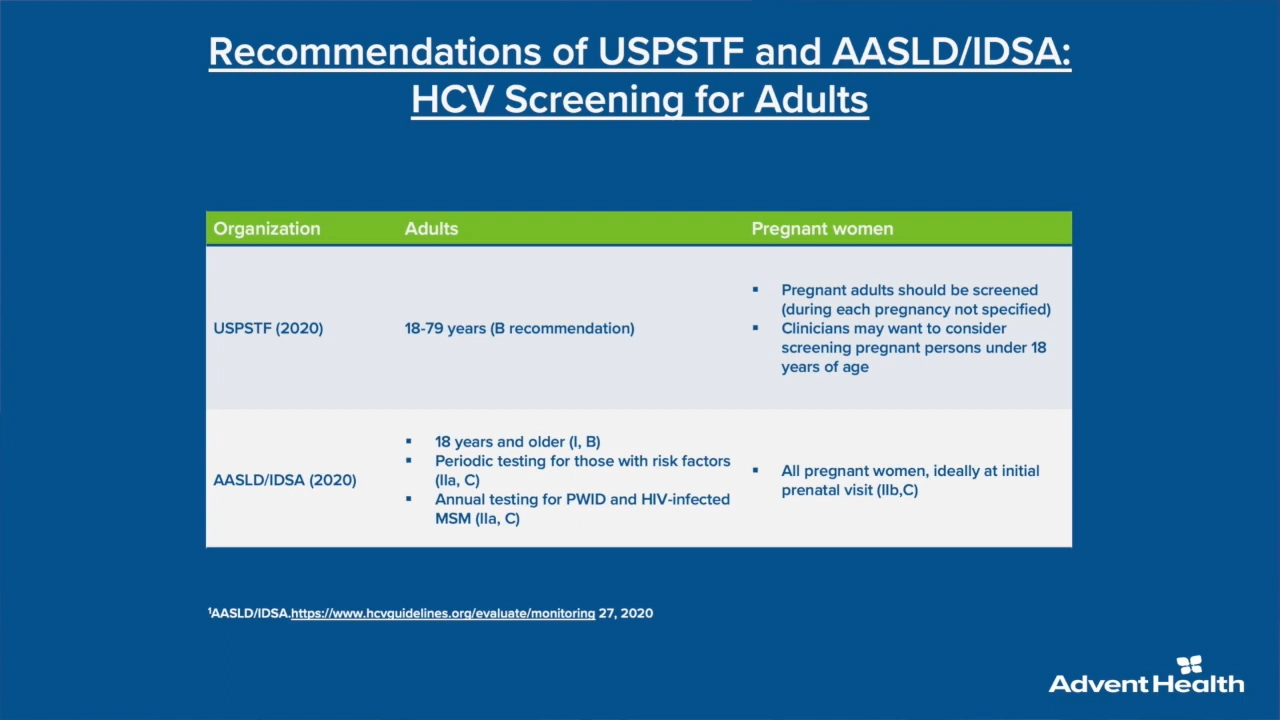 Recommendations of USPSTF and AASLD/IDSA:
HCV Screening for Adults
Organization
Adults
Pregnant women
USPSTF (2020)
18-79 years (B recommendation)
▪ Pregnant adults should be screened
(during each pregnancy not specified)
▪ Clinicians may want to consider
screening pregnant persons under 18
years of age
AASLD/IDSA (2020)
▪ 18 years and older (I, B)
▪ Periodic testing for those with risk factors
(IIa, C)
▪ Annual testing for PWID and HIV-infected
MSM (IIa, C)
▪ All pregnant women, ideally at initial
prenatal visit (IIb,C)
¹AASLD/IDSA.https://www.hcvguidelines.org/evaluate/monitoring 27, 2020
Advent Health